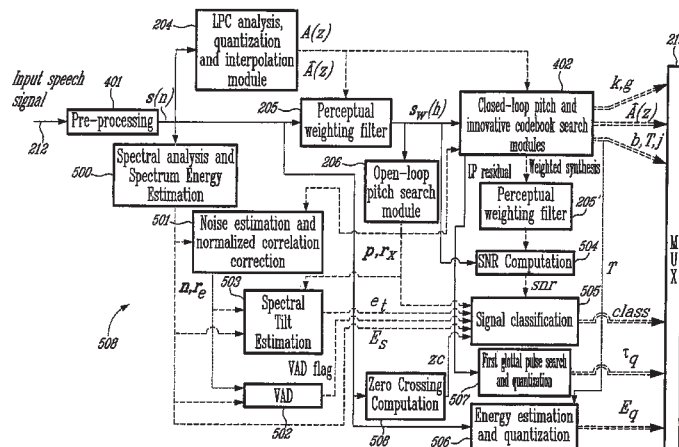 204
LPC analysis,
quantization
and interpolation
module
A(z)
Ā(z)
402
21
Input speech
signal
401
s(n)
Pre-processing
212
205
Perceptual
weighting filter
s_w(h)
Closed-loop pitch and
innovative codebook search
modules
k,g
Ā(z)
b,T,j
500
Spectral analysis and
Spectrum Energy
Estimation
206
Open-loop
pitch search
module
LP residual
Weighted synthesis
Perceptual
weighting filter
205'
501
Noise estimation and
normalized correlation
correction
p,r_x
SNR Computation
504
T
snr
n,r_e
503
Spectral
Tilt
Estimation
e_t
E_s
505
Signal classification
class
508
VAD flag
VAD
502
zc
Zero Crossing
Computation
508
First glottal pulse search
and quantization
507
τ_q
506
Energy estimation
and quantization
E_q
MUX